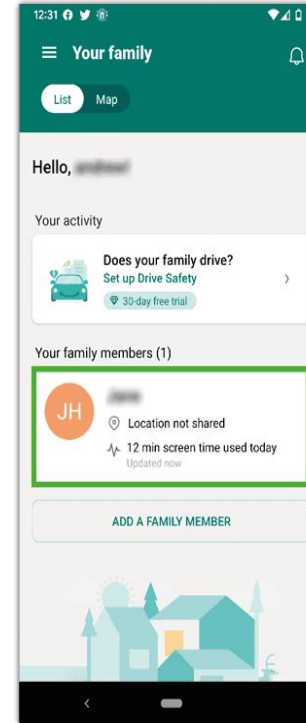 12:31
Your family
List Map
Hello,
Your activity
Does your family drive?
Set up Drive Safety
30-day free trial
Your family members (1)
JH
Location not shared
12 min screen time used today
Updated now
ADD A FAMILY MEMBER